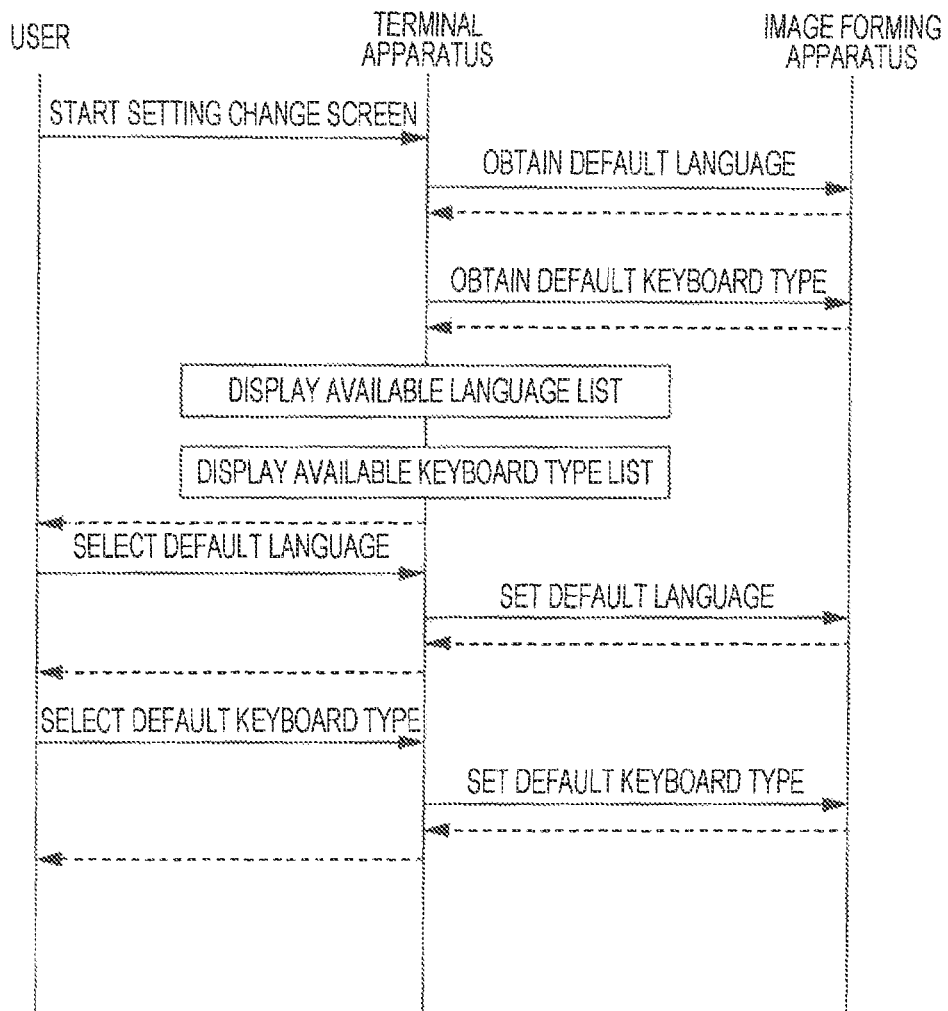 USER
TERMINAL
APPARATUS
IMAGE FORMING
APPARATUS
START SETTING CHANGE SCREEN
OBTAIN DEFAULT LANGUAGE
OBTAIN DEFAULT KEYBOARD TYPE
DISPLAY AVAILABLE LANGUAGE LIST
DISPLAY AVAILABLE KEYBOARD TYPE LIST
SELECT DEFAULT LANGUAGE
SET DEFAULT LANGUAGE
SELECT DEFAULT KEYBOARD TYPE
SET DEFAULT KEYBOARD TYPE